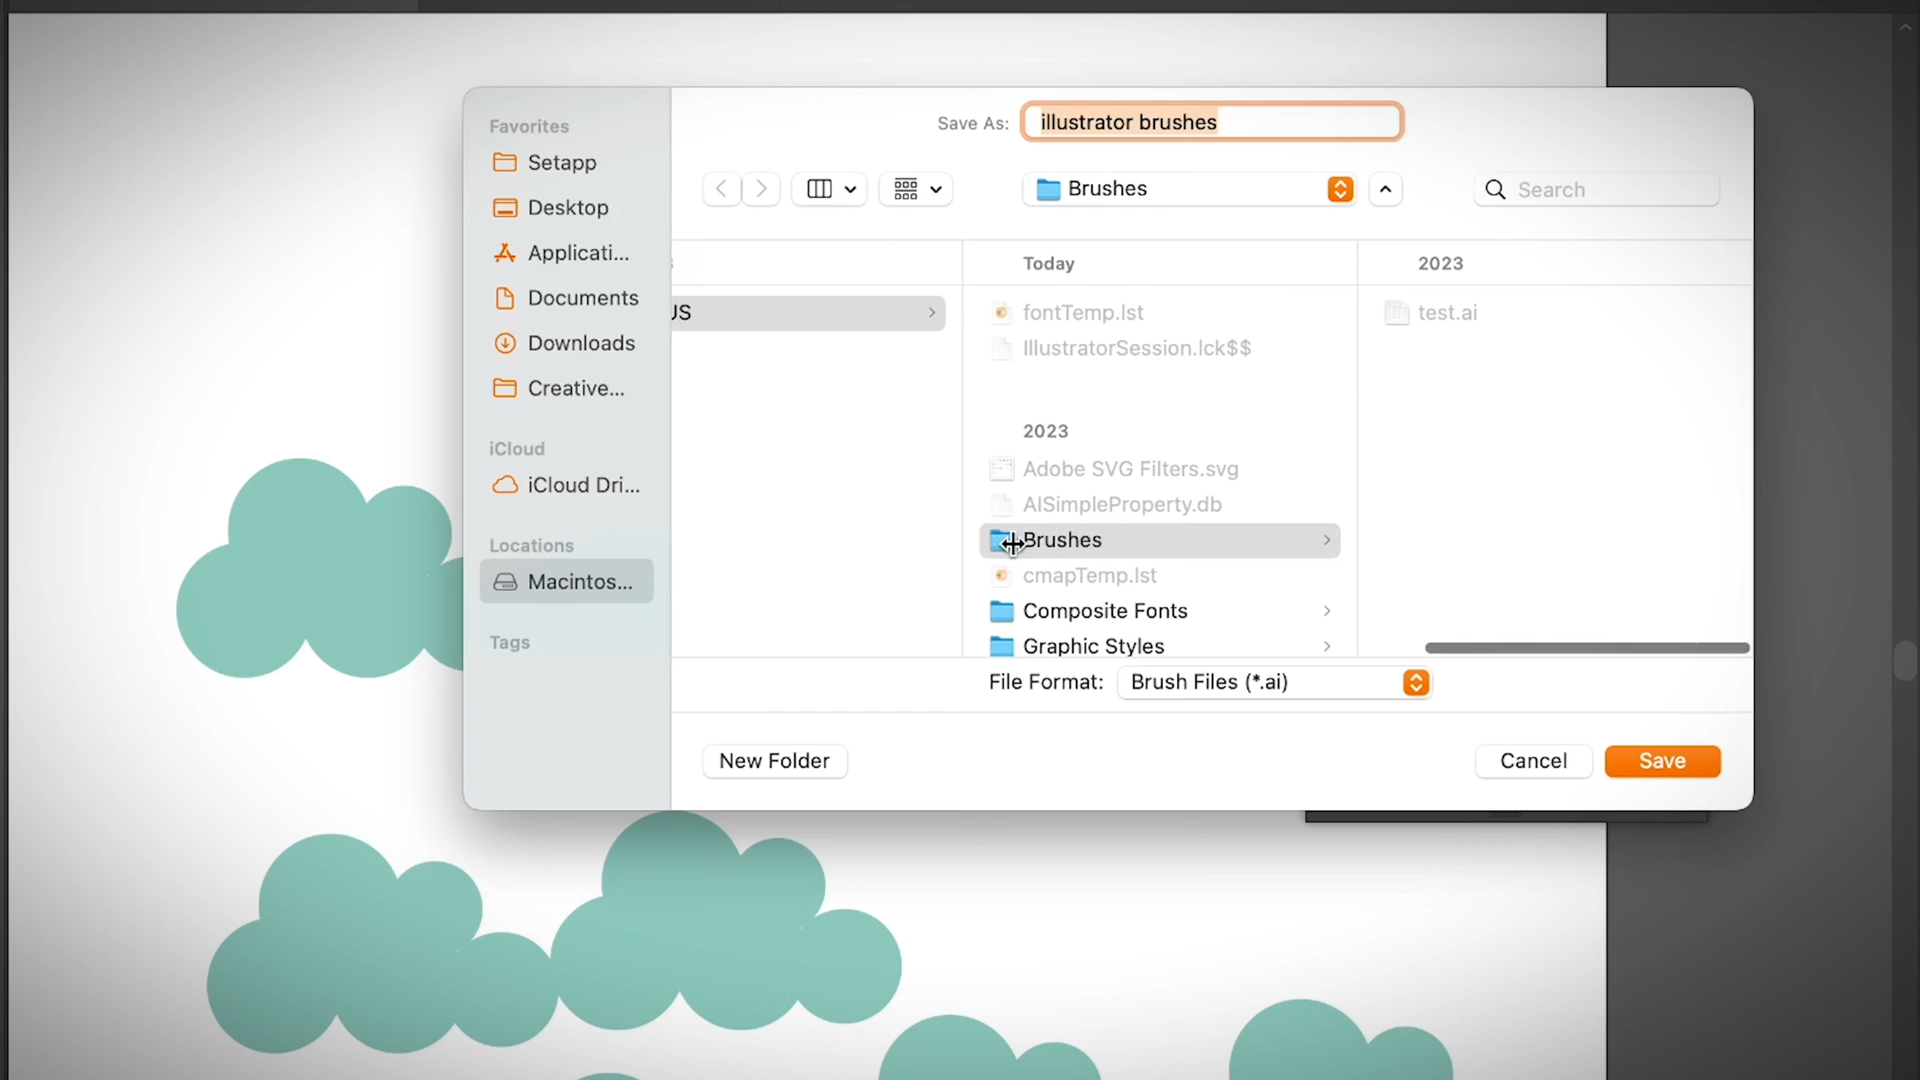 Favorites
Setapp
Desktop
Applicati...
Documents
Downloads
Creative...
iCloud
iCloud Dri...
Locations
Macintos...
Tags
Save As: illustrator brushes
Brushes
Search
JS
Today
fontTemp.lst
IllustratorSession.lck$$
2023
Adobe SVG Filters.svg
AISimpleProperty.db
Brushes
cmapTemp.lst
Composite Fonts
Graphic Styles
2023
test.ai
File Format: Brush Files (*.ai)
New Folder
Cancel
Save